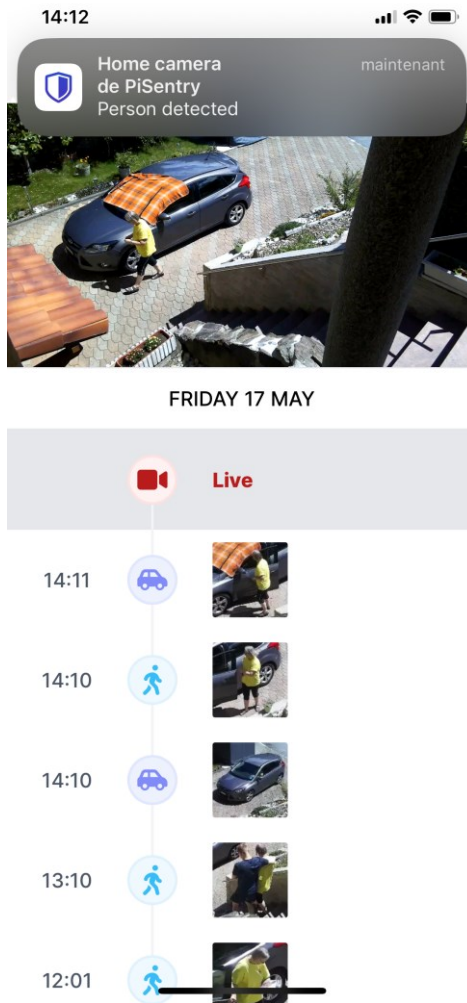 14:12
Home camera
maintenant
de PiSentry
Person detected
FRIDAY 17 MAY
Live
14:11
14:10
14:10
13:10
12:01